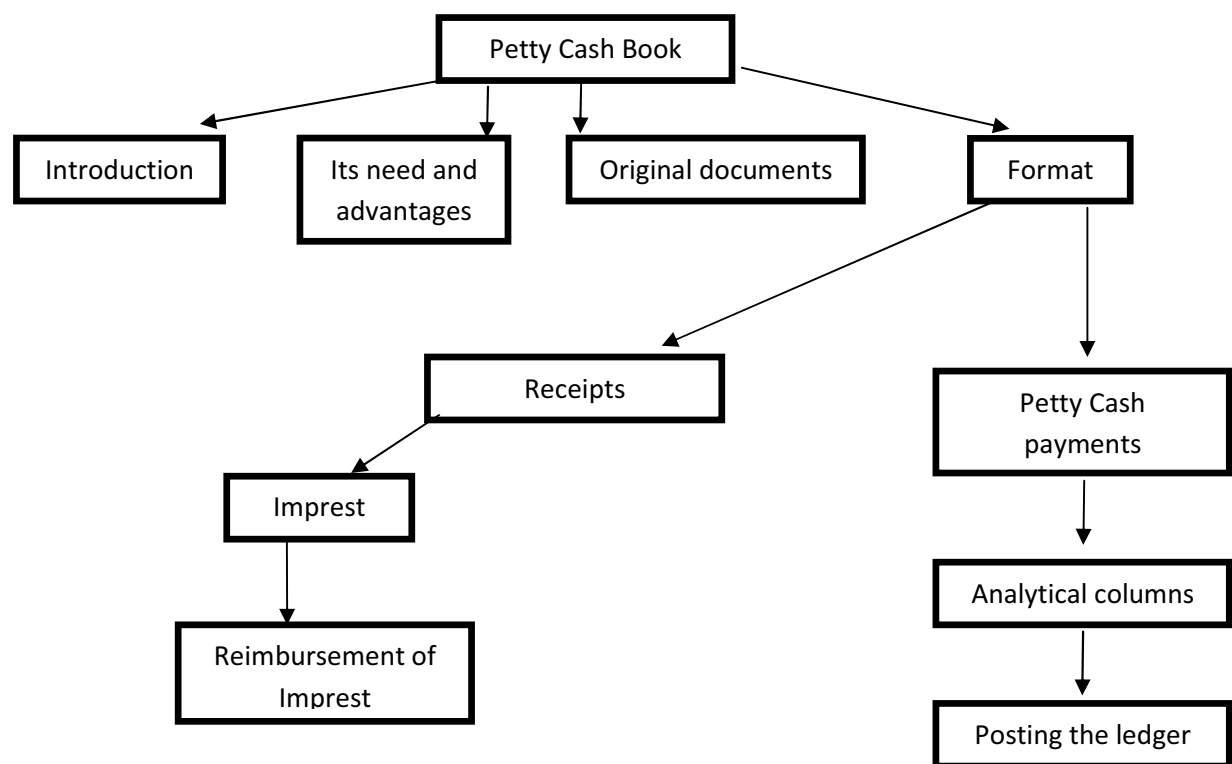 Petty Cash Book
Introduction
Its need and
advantages
Original documents
Format
Receipts
Petty Cash
payments
Imprest
Analytical columns
Reimbursement of
Imprest
Posting the ledger